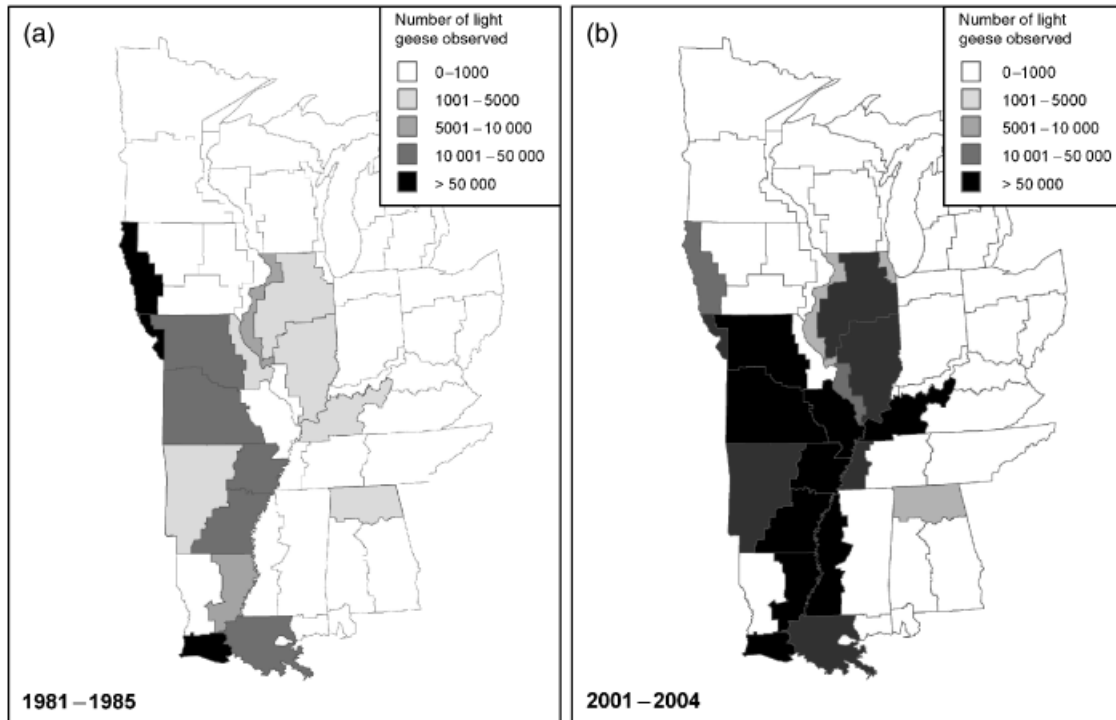 (a)
Number of light
geese observed
0–1000
1001–5000
5001–10 000
10 001–50 000
> 50 000
1981–1985
(b)
Number of light
geese observed
0–1000
1001–5000
5001–10 000
10 001–50 000
> 50 000
2001–2004